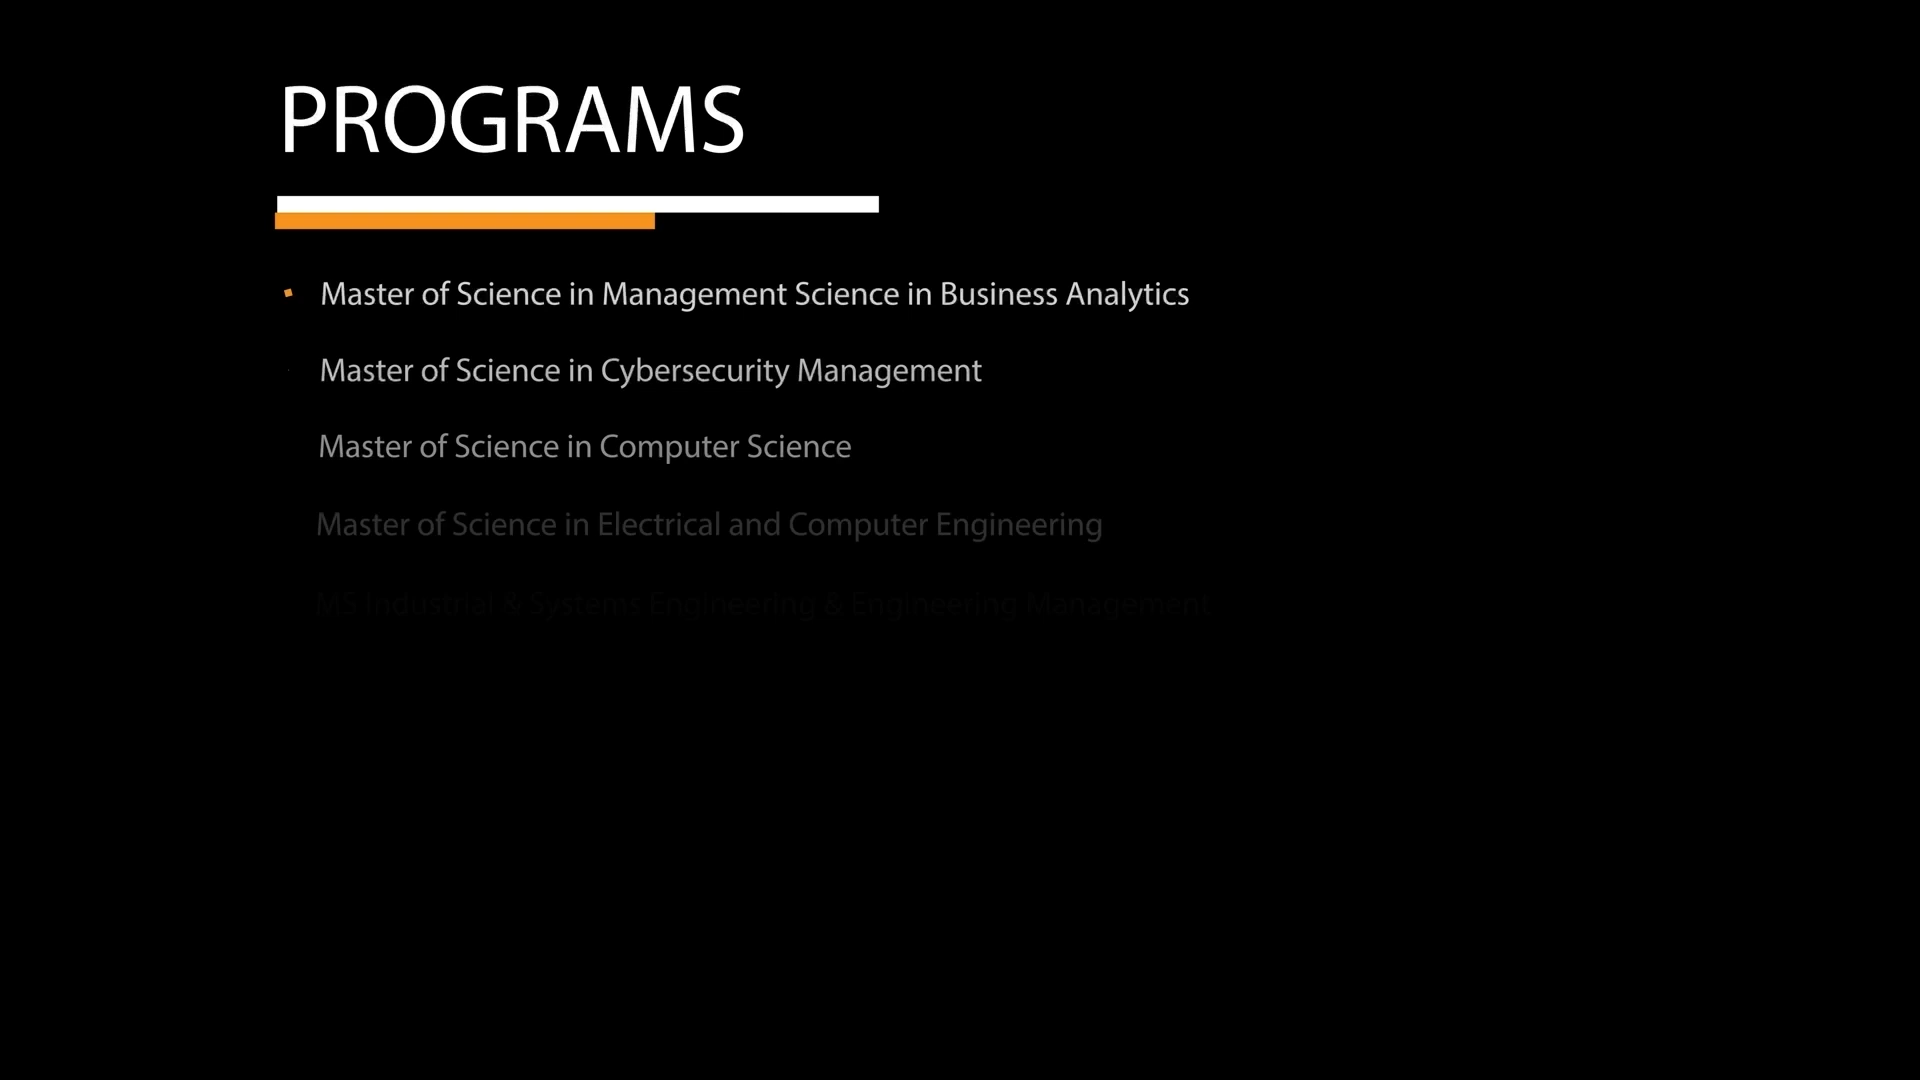 PROGRAMS
Master of Science in Management Science in Business Analytics
Master of Science in Cybersecurity Management
Master of Science in Computer Science
Master of Science in Electrical and Computer Engineering
MS Industrial & Systems Engineering & Engineering Management